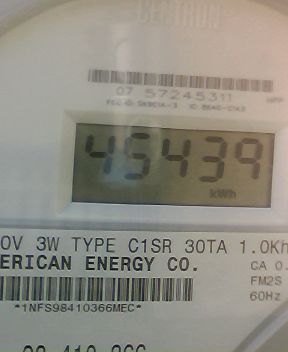 CENTRON
07 57245311
45439
kWh
0V 3W TYPE C1SR 30TA 1.0Kh
ERICAN ENERGY CO.
CA 0.
FM2S
60Hz
*1NFS98410366MEC*